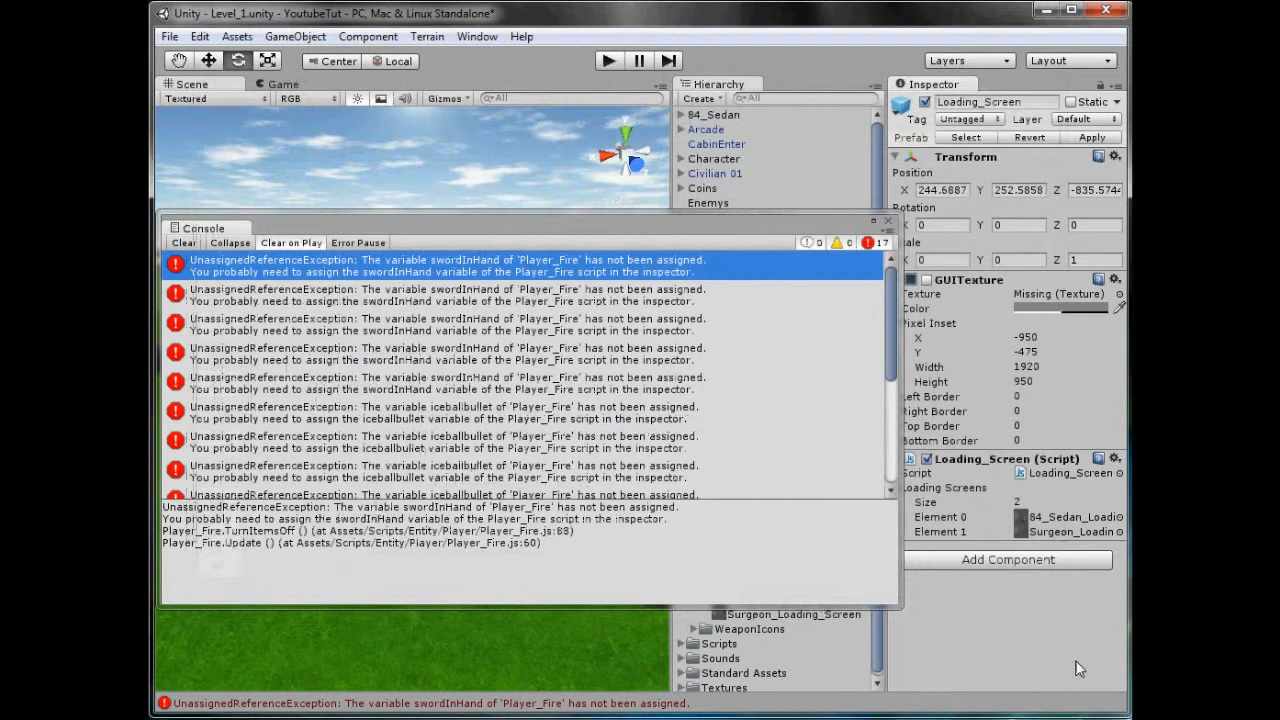 Unity - Level_1.unity - YoutubeTut - PC, Mac & Linux Standalone*
File Edit Assets GameObject Component Terrain Window Help
Center Local Layers Layout
Scene Game
Textured RGB Gizmos All
Hierarchy
Create All
84_Sedan
Arcade
CabinEnter
Character
Civilian 01
Coins
Enemys
Console
Clear Collapse Clear on Play Error Pause 0 0 17
UnassignedReferenceException: The variable swordInHand of 'Player_Fire' has not been assigned.
You probably need to assign the swordInHand variable of the Player_Fire script in the inspector.
UnassignedReferenceException: The variable swordInHand of 'Player_Fire' has not been assigned.
You probably need to assign the swordInHand variable of the Player_Fire script in the inspector.
UnassignedReferenceException: The variable swordInHand of 'Player_Fire' has not been assigned.
You probably need to assign the swordInHand variable of the Player_Fire script in the inspector.
UnassignedReferenceException: The variable swordInHand of 'Player_Fire' has not been assigned.
You probably need to assign the swordInHand variable of the Player_Fire script in the inspector.
UnassignedReferenceException: The variable swordInHand of 'Player_Fire' has not been assigned.
You probably need to assign the swordInHand variable of the Player_Fire script in the inspector.
UnassignedReferenceException: The variable iceballbullet of 'Player_Fire' has not been assigned.
You probably need to assign the iceballbullet variable of the Player_Fire script in the inspector.
UnassignedReferenceException: The variable iceballbullet of 'Player_Fire' has not been assigned.
You probably need to assign the iceballbullet variable of the Player_Fire script in the inspector.
UnassignedReferenceException: The variable iceballbullet of 'Player_Fire' has not been assigned.
You probably need to assign the iceballbullet variable of the Player_Fire script in the inspector.
UnassignedReferenceException: The variable iceballbullet of 'Player_Fire' has not been assigned.
UnassignedReferenceException: The variable swordInHand of 'Player_Fire' has not been assigned.
You probably need to assign the swordInHand variable of the Player_Fire script in the inspector.
Player_Fire.TurnItemsOff () (at Assets/Scripts/Entity/Player/Player_Fire.js:88)
Player_Fire.Update () (at Assets/Scripts/Entity/Player/Player_Fire.js:60)
Surgeon_Loading_Screen
WeaponIcons
Scripts
Sounds
Standard Assets
Textures
Inspector
Loading_Screen Static
Tag Untagged Layer Default
Prefab Select Revert Apply
Transform
Position
X 244.6887 Y 252.5858 Z -835.574
Rotation
X 0 Y 0 Z 0
Scale
X 0 Y 0 Z 1
GUITexture
Texture Missing (Texture)
Color
Pixel Inset
X -950
Y -475
Width 1920
Height 950
Left Border 0
Right Border 0
Top Border 0
Bottom Border 0
Loading_Screen (Script)
Script Loading_Screen
Loading Screens
Size 2
Element 0 84_Sedan_Loadi
Element 1 Surgeon_Loadin
Add Component
UnassignedReferenceException: The variable swordInHand of 'Player_Fire' has not been assigned.